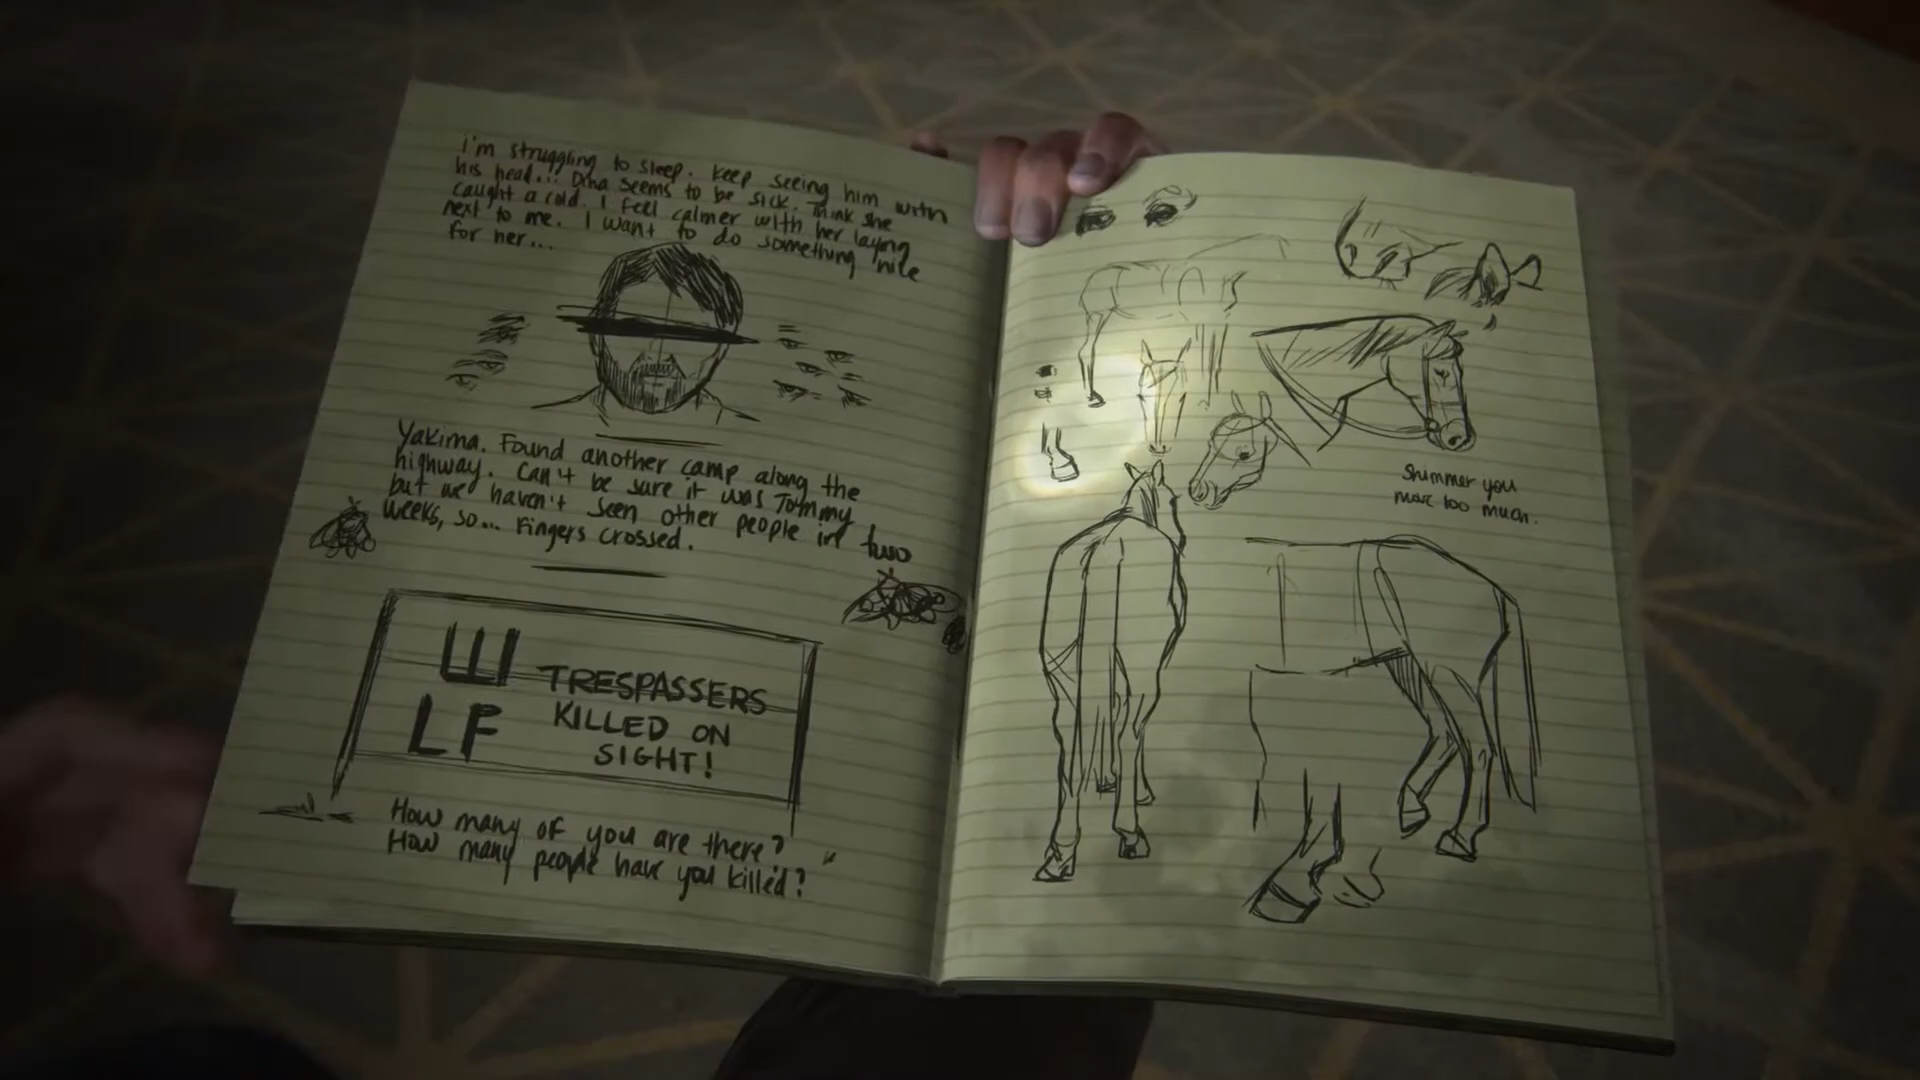 I'm struggling to sleep. Keep seeing him with
his head... Dina seems to be sick. Think she
caught a cold. I feel calmer with her laying
next to me. I want to do something nice
for her...
Yakima. Found another camp along the
highway. Can't be sure it was Tommy
but we haven't seen other people in two
weeks, so... Fingers crossed.
W TRESPASSERS
LF KILLED ON
SIGHT!
How many of you are there?
How many people have you killed?
Shimmer you
move too much.